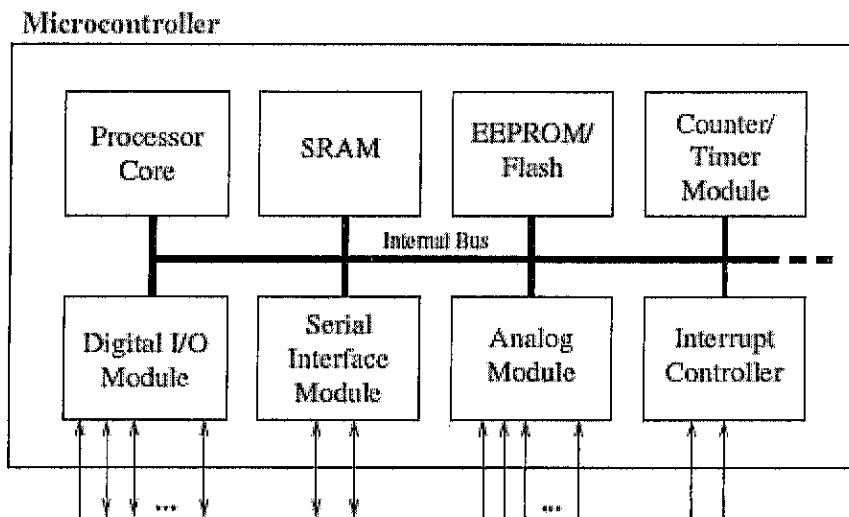 Microcontroller
Processor
Core
SRAM
EEPROM/
Flash
Counter/
Timer
Module
Internal Bus
Digital I/O
Module
Serial
Interface
Module
Analog
Module
Interrupt
Controller
...
...